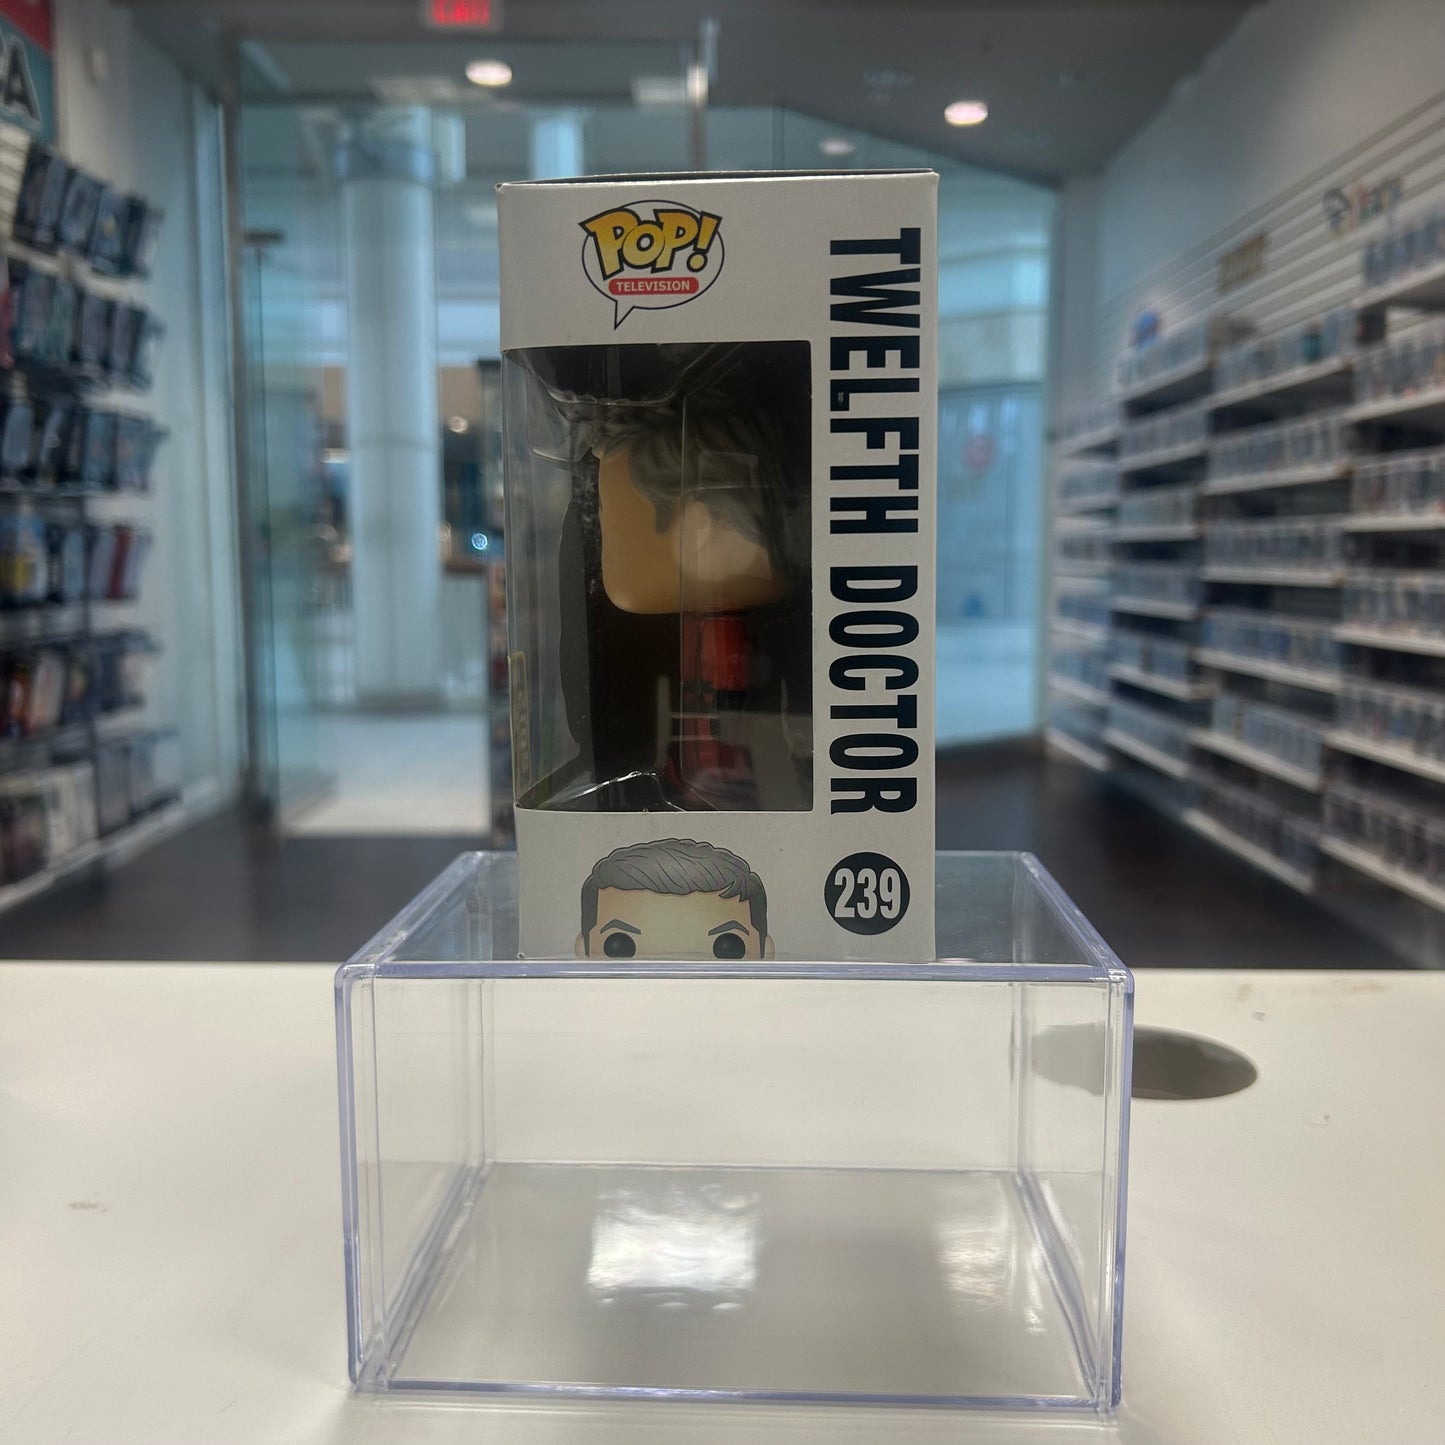 POP!
TELEVISION
TWELFTH DOCTOR
239